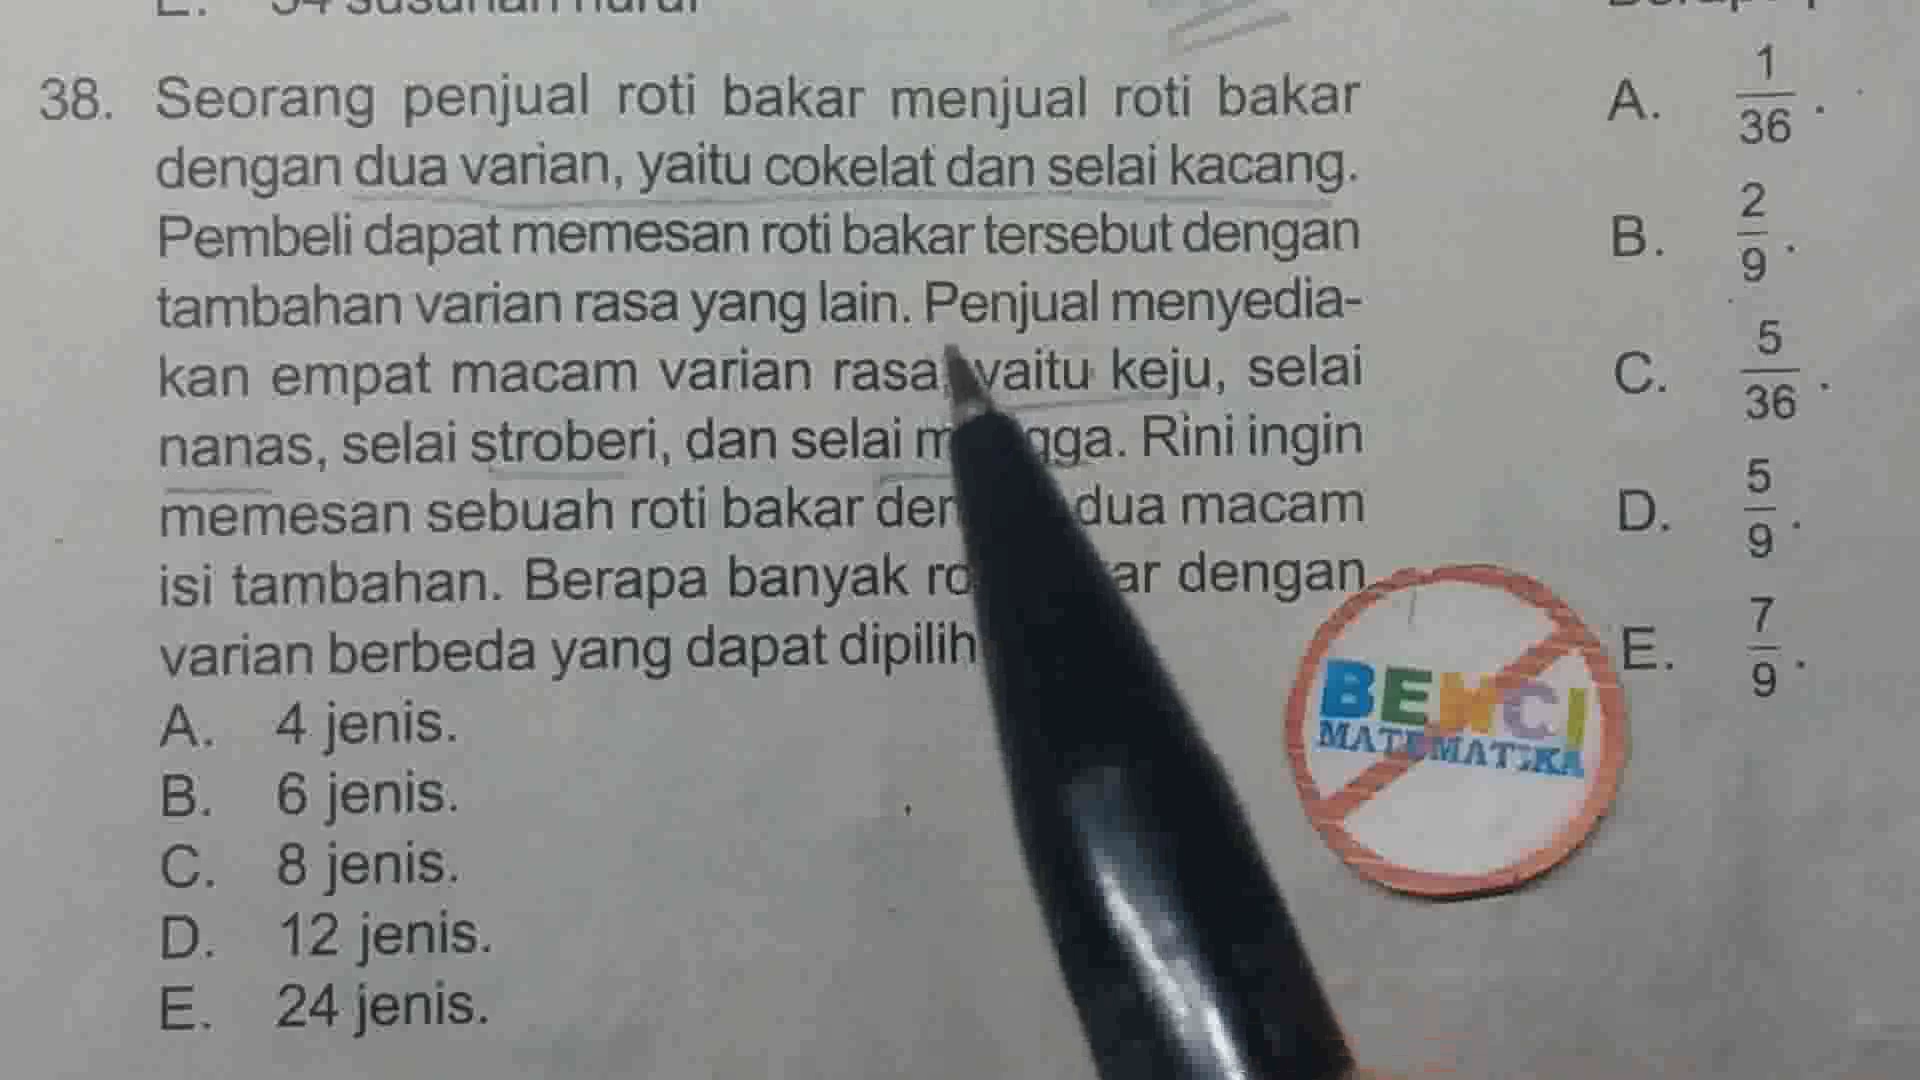 38. Seorang penjual roti bakar menjual roti bakar
dengan dua varian, yaitu cokelat dan selai kacang.
Pembeli dapat memesan roti bakar tersebut dengan
tambahan varian rasa yang lain. Penjual menyedia-
kan empat macam varian rasa, yaitu keju, selai
nanas, selai stroberi, dan selai Rini ingin
memesan sebuah roti bakar dua macam
isi tambahan. Berapa banyak dengan
varian berbeda yang dapat dipilih
A. 4 jenis.
B. 6 jenis.
C. 8 jenis.
D. 12 jenis.
E. 24 jenis.
A. 1/36.
B. 2/9.
C. 5/36.
D. 5/9.
E. 7/9.
BENCI
MATEMATIKA